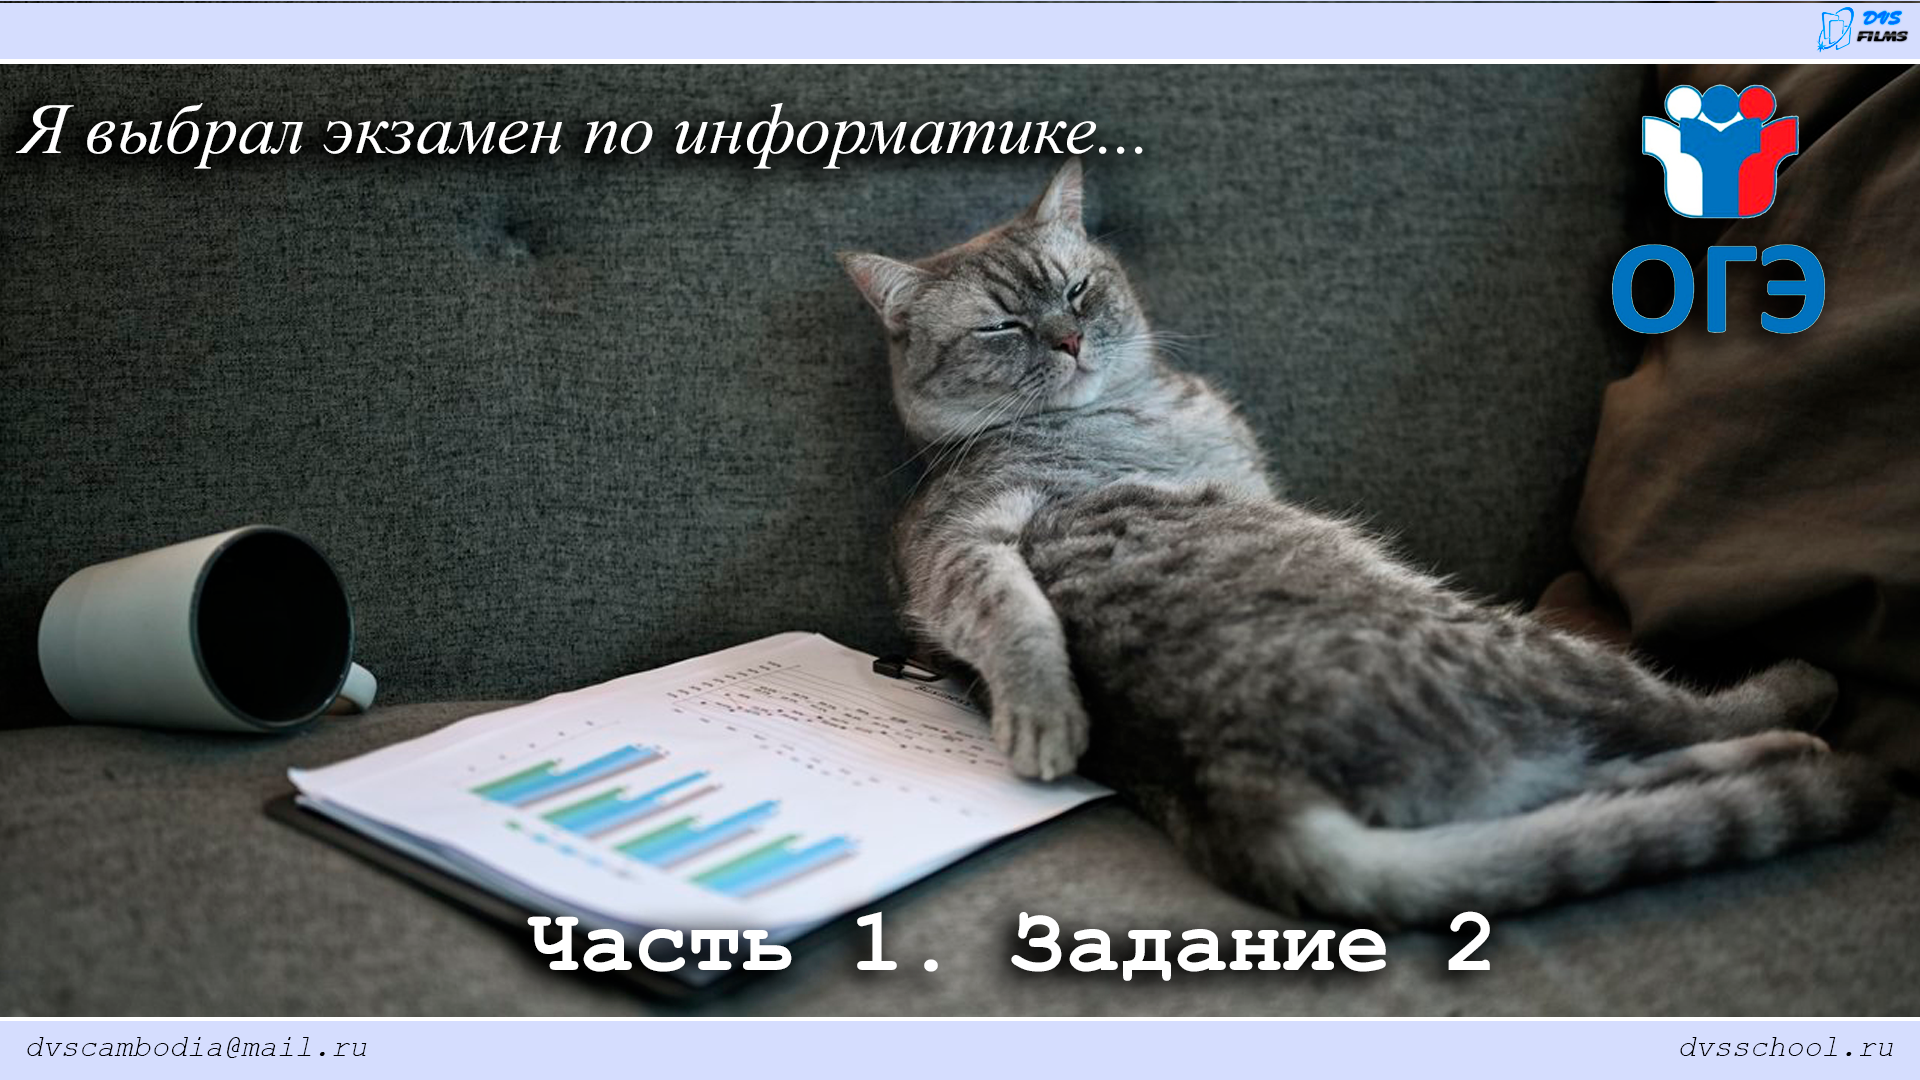 DVS
FILMS
Я выбрал экзамен по информатике...
ОГЭ
Часть 1. Задание 2
dvscambodia@mail.ru
dvsschool.ru